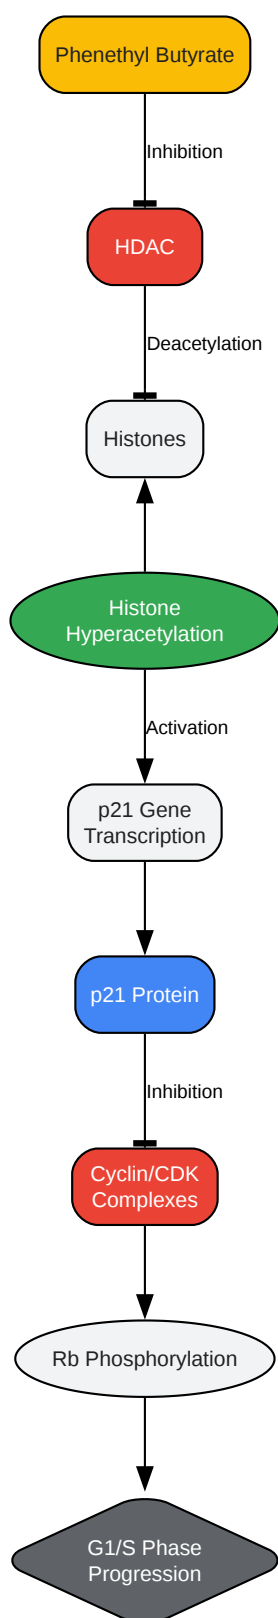 Phenethyl Butyrate
Inhibition
HDAC
Deacetylation
Histones
Histone
Hyperacetylation
Activation
p21 Gene
Transcription
p21 Protein
Inhibition
Cyclin/CDK
Complexes
Rb Phosphorylation
G1/S Phase
Progression